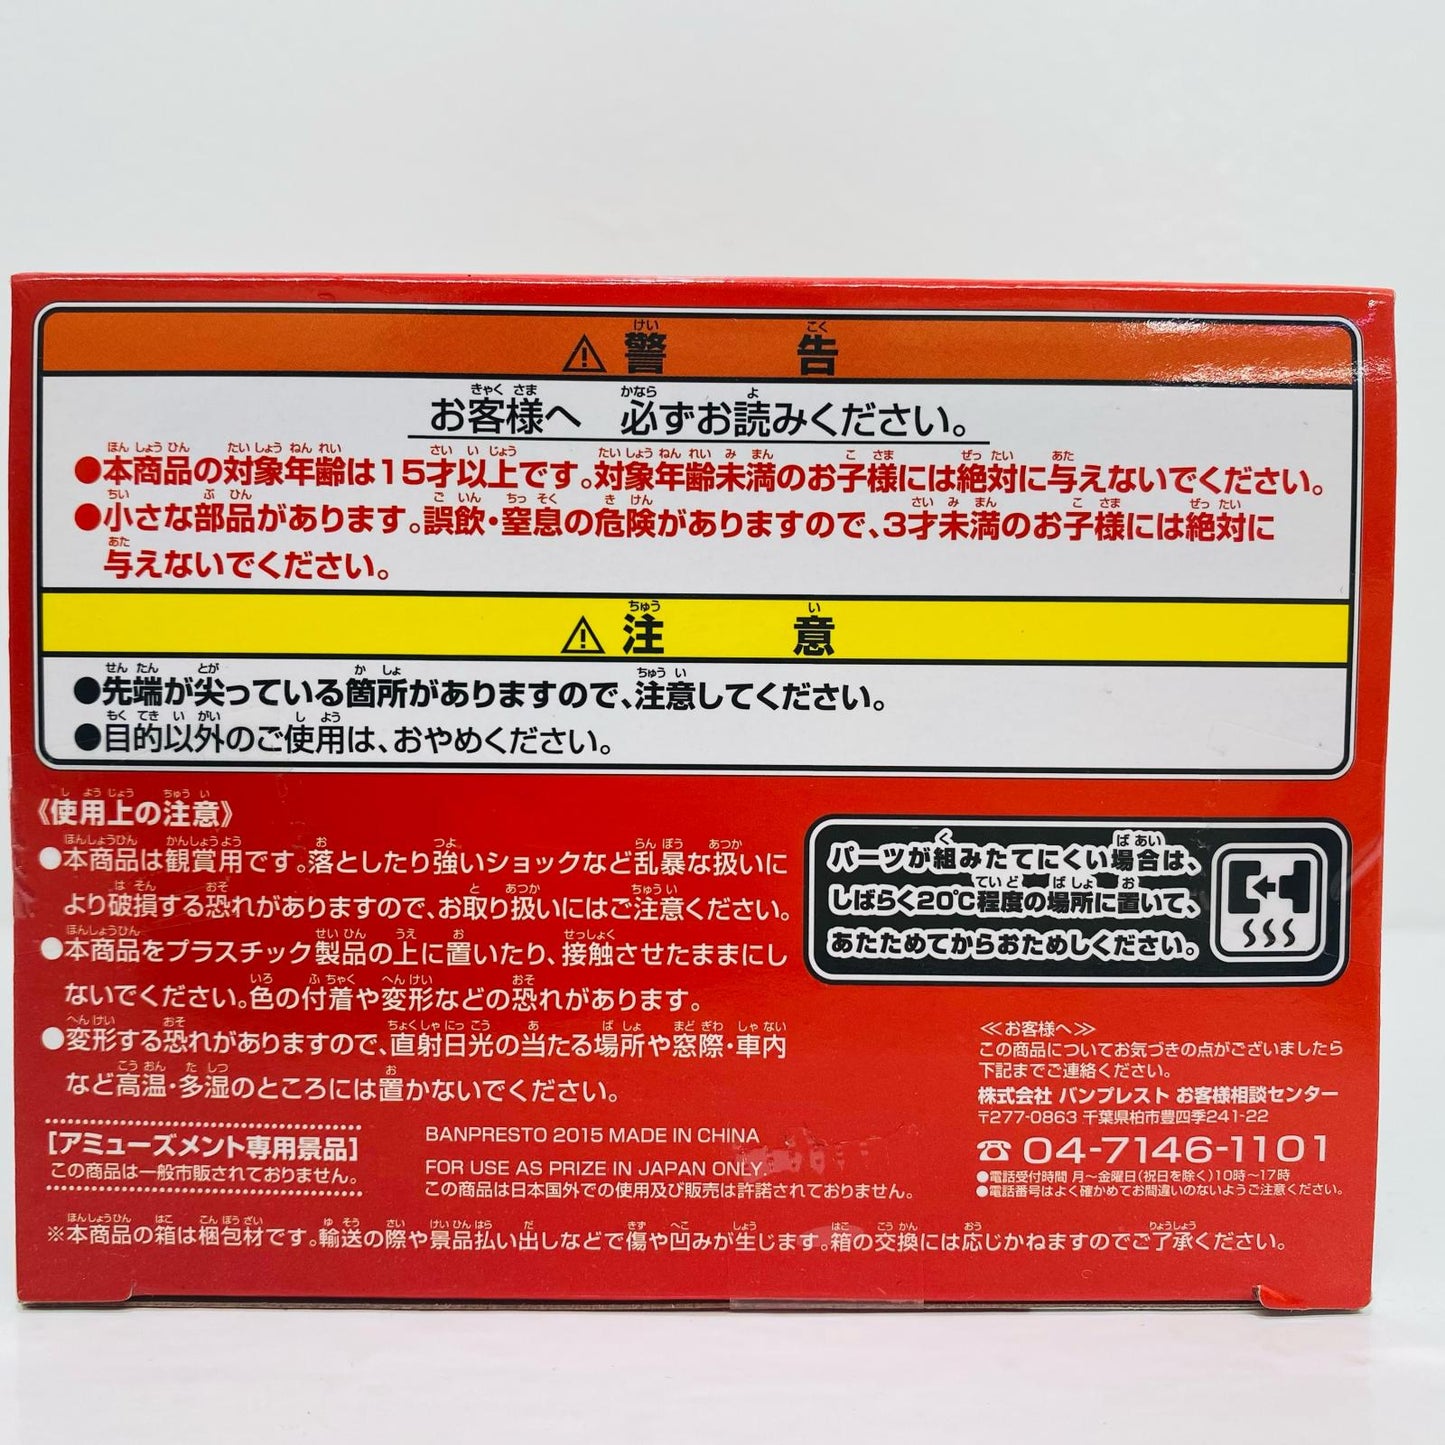 ⚠警告
お客様へ 必ずお読みください。
●本商品の対象年齢は15才以上です。対象年齢未満のお子様には絶対に与えないでください。
●小さな部品があります。誤飲・窒息の危険がありますので、3才未満のお子様には絶対に
与えないでください。
⚠注意
●先端が尖っている箇所がありますので、注意してください。
●目的以外のご使用は、おやめください。
《使用上の注意》
●本商品は観賞用です。落としたり強いショックなど乱暴な扱いに
より破損する恐れがありますので、お取り扱いにはご注意ください。
●本商品をプラスチック製品の上に置いたり、接触させたままにし
ないでください。色の付着や変形などの恐れがあります。
●変形する恐れがありますので、直射日光の当たる場所や窓際・車内
など高温・多湿のところには置かないでください。
パーツが組みたてにくい場合は、
しばらく20℃程度の場所に置いて、
あたためてからおためしください。
≪お客様へ≫
この商品についてお気づきの点がございましたら
下記までご連絡ください。
株式会社 バンプレスト お客様相談センター
〒277-0863 千葉県柏市豊四季241-22
☎04-7146-1101
●電話受付時間 月～金曜日(祝日を除く)10時～17時
●電話番号はよく確かめてお間違いのないようご注意ください。
[アミューズメント専用景品]
この商品は一般市販されておりません。
BANPRESTO 2015 MADE IN CHINA
FOR USE AS PRIZE IN JAPAN ONLY.
この商品は日本国外での使用及び販売は許諾されておりません。
※本商品の箱は梱包材です。輸送の際や景品払い出しなどで傷や凹みが生じます。箱の交換には応じかねますのでご了承ください。